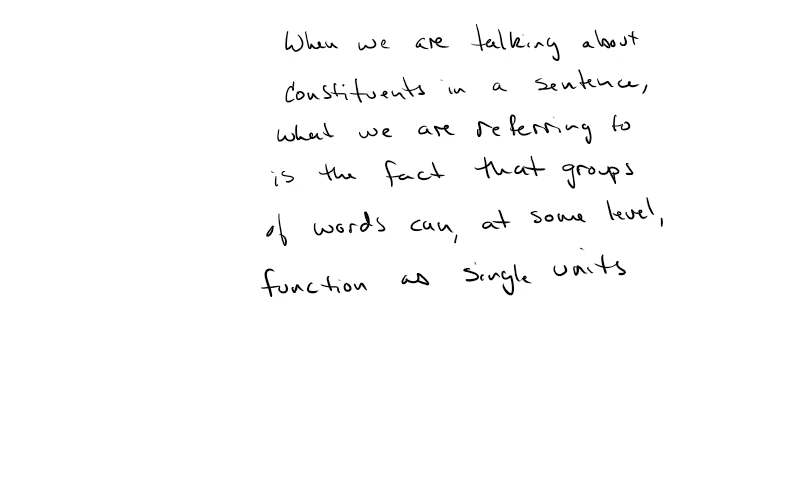 When we are talking about
constituents in a sentence,
what we are referring to
is the fact that groups
of words can, at some level,
function as single units